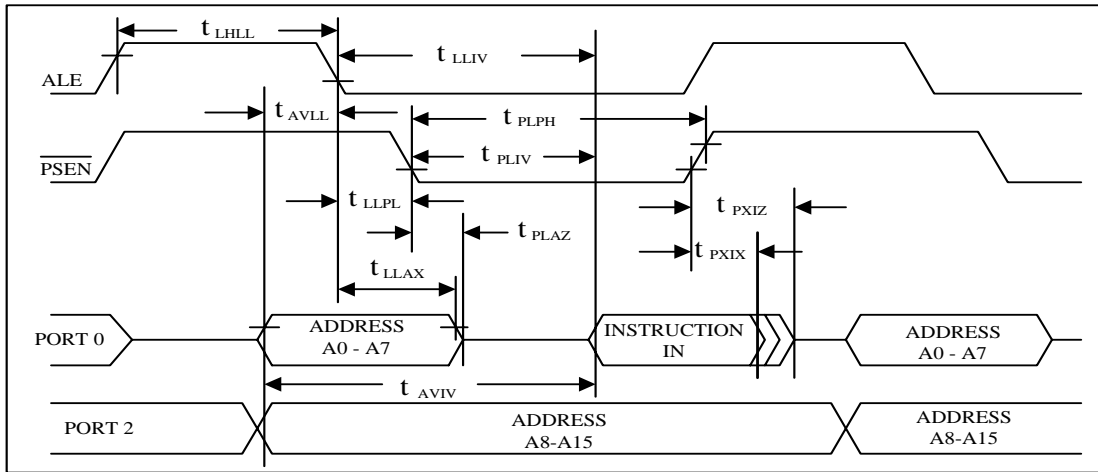 t LHLL
t LLIV
ALE
t AVLL
t PLPH
PSEN
t PLIV
t LLPL
t PLAZ
t PXIZ
t PXIX
t LLAX
PORT 0
ADDRESS
A0 - A7
INSTRUCTION
IN
ADDRESS
A0 - A7
t AVIV
PORT 2
ADDRESS
A8-A15
ADDRESS
A8-A15